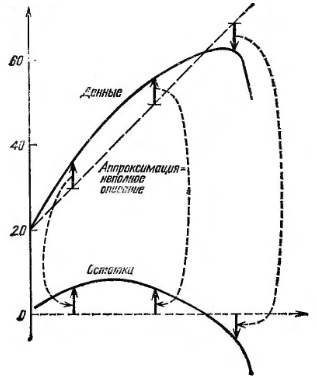 60
Данные
40
Аппроксимация =
неполное
описание
20
Остатки
0